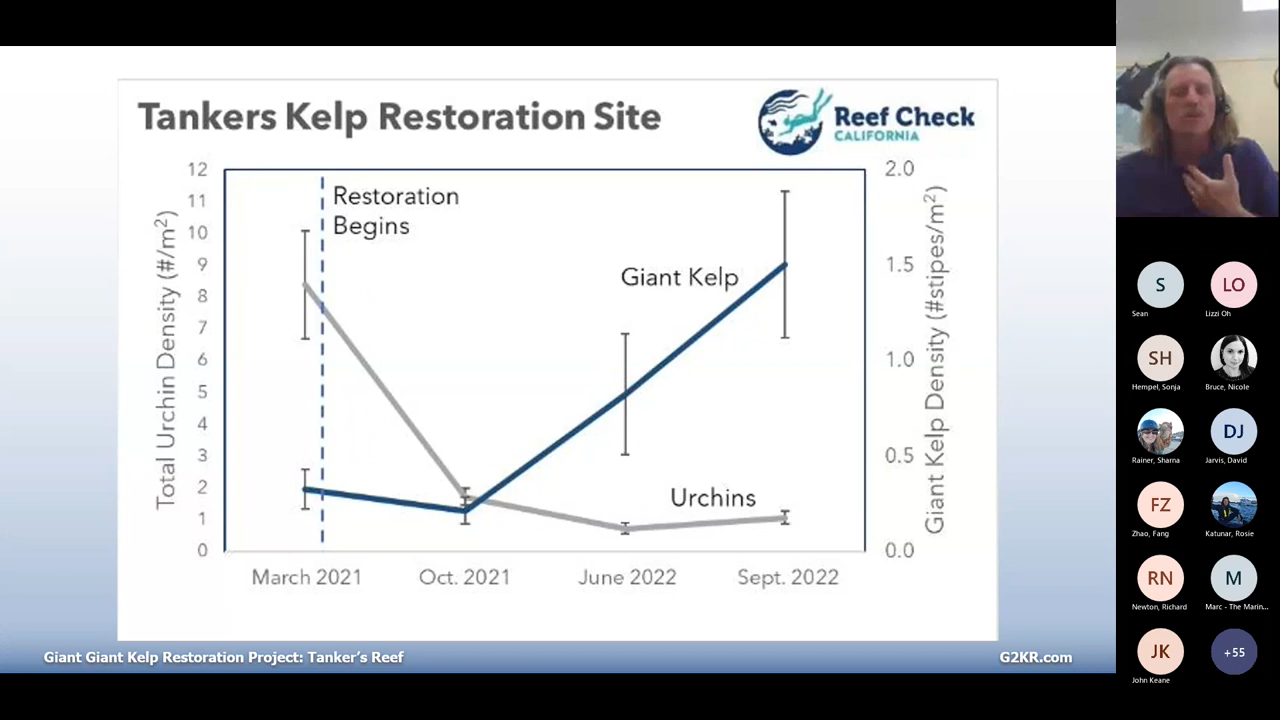 Tankers Kelp Restoration Site
Reef Check
CALIFORNIA
12
11
10
9
8
7
6
5
4
3
2
1
0
Total Urchin Density (#/m²)
Restoration
Begins
Giant Kelp
Urchins
2.0
1.5
1.0
0.5
0.0
Giant Kelp Density (#stipes/m²)
March 2021
Oct. 2021
June 2022
Sept. 2022
Giant Giant Kelp Restoration Project: Tanker's Reef
G2KR.com
S
Sean
LO
Lizzi Oh
SH
Hempel, Sonja
Bruce, Nicole
Rainer, Sharna
DJ
Jarvis, David
FZ
Zhao, Fang
Katunar, Rosie
RN
Newton, Richard
M
Marc - The Marin...
JK
John Keane
+55